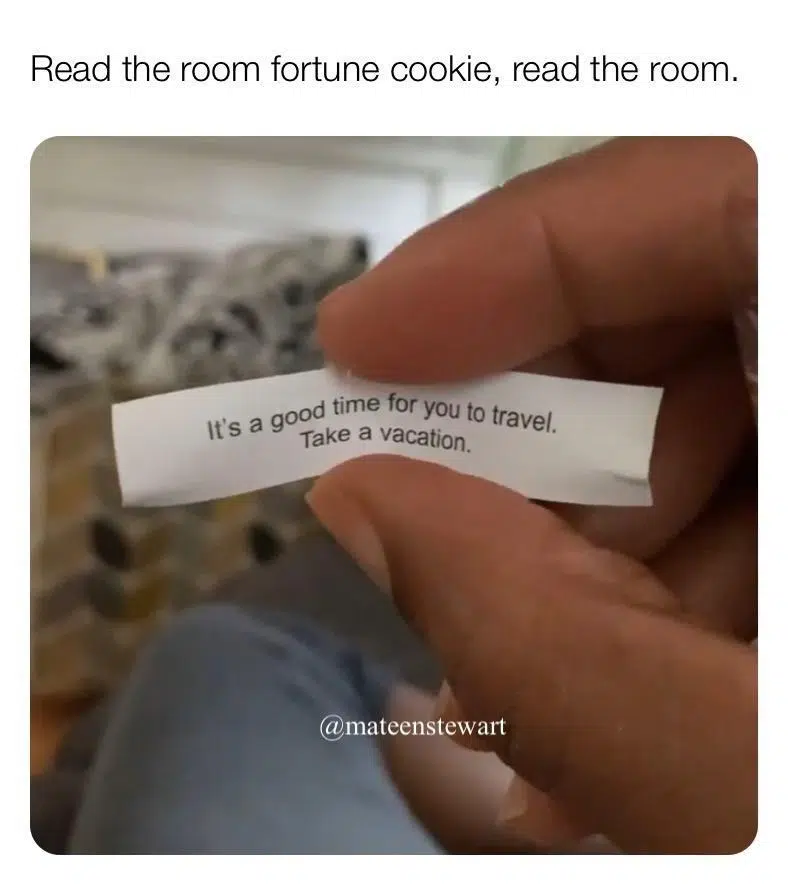 Read the room fortune cookie, read the room.
It's a good time for you to travel.
Take a vacation.
@mateenstewart